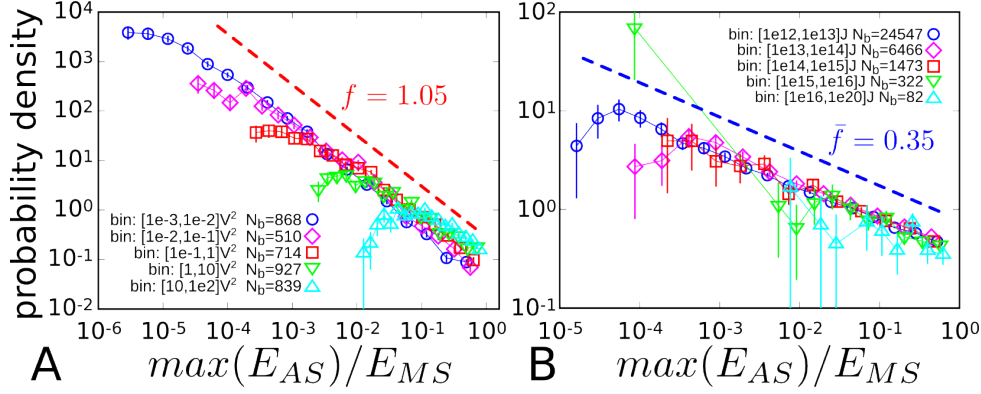 probability density
10^5
10^4
10^3
10^2
10^1
10^0
10^-1
10^-2
f = 1.05
bin: [1e-3,1e-2]V^2 N_b=868
bin: [1e-2,1e-1]V^2 N_b=510
bin: [1e-1,1]V^2 N_b=714
bin: [1,10]V^2 N_b=927
bin: [10,1e2]V^2 N_b=839
10^-6 10^-5 10^-4 10^-3 10^-2 10^-1 10^0
A max(E_AS)/E_MS
10^2
10^1
10^0
10^-1
bin: [1e12,1e13]J N_b=24547
bin: [1e13,1e14]J N_b=6466
bin: [1e14,1e15]J N_b=1473
bin: [1e15,1e16]J N_b=322
bin: [1e16,1e20]J N_b=82
f̄ = 0.35
10^-5 10^-4 10^-3 10^-2 10^-1 10^0
B max(E_AS)/E_MS